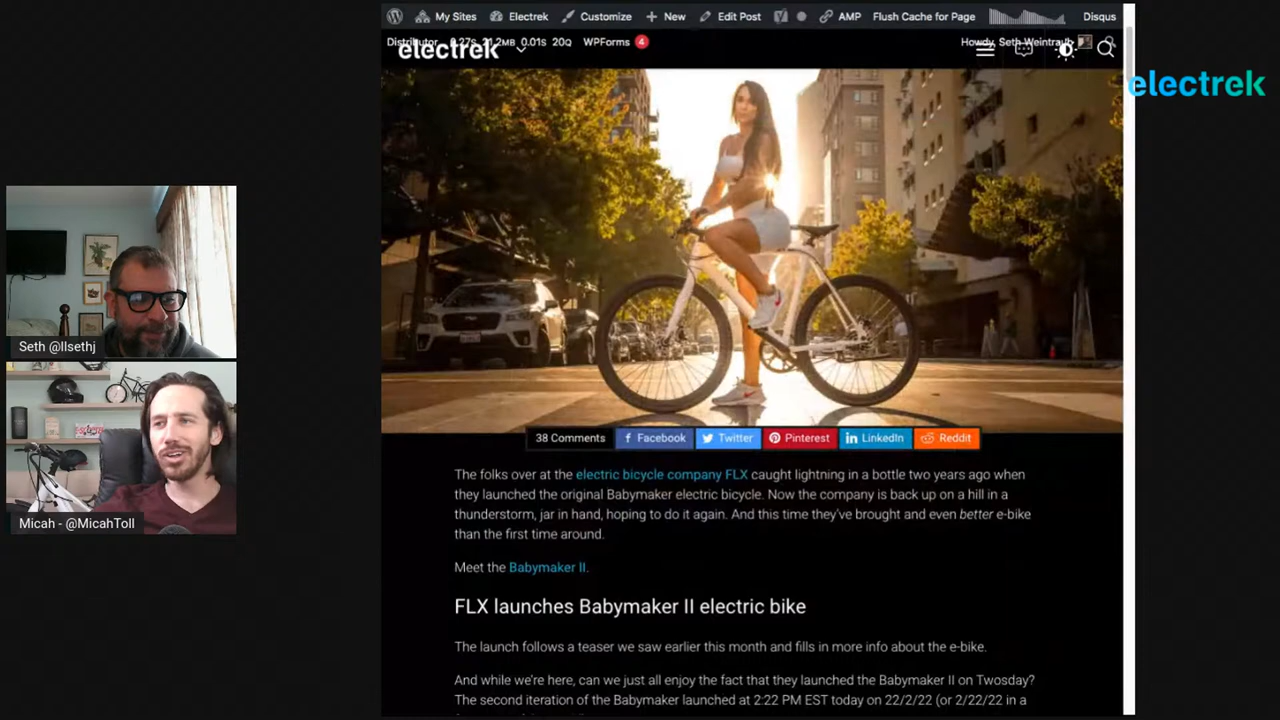 My Sites Electrek Customize New Edit Post AMP Flush Cache for Page Disqus
Distributor 0.27s 0.01s 20Q WPForms 4 Howdy, Seth Weintraub
electrek
electrek
Seth @llsethj
Micah - @MicahToll
38 Comments Facebook Twitter Pinterest LinkedIn Reddit
The folks over at the electric bicycle company FLX caught lightning in a bottle two years ago when
they launched the original Babymaker electric bicycle. Now the company is back up on a hill in a
thunderstorm, jar in hand, hoping to do it again. And this time they've brought and even better e-bike
than the first time around.
Meet the Babymaker II.
FLX launches Babymaker II electric bike
The launch follows a teaser we saw earlier this month and fills in more info about the e-bike.
And while we're here, can we just all enjoy the fact that they launched the Babymaker II on Twosday?
The second iteration of the Babymaker launched at 2:22 PM EST today on 22/2/22 (or 2/22/22 in a